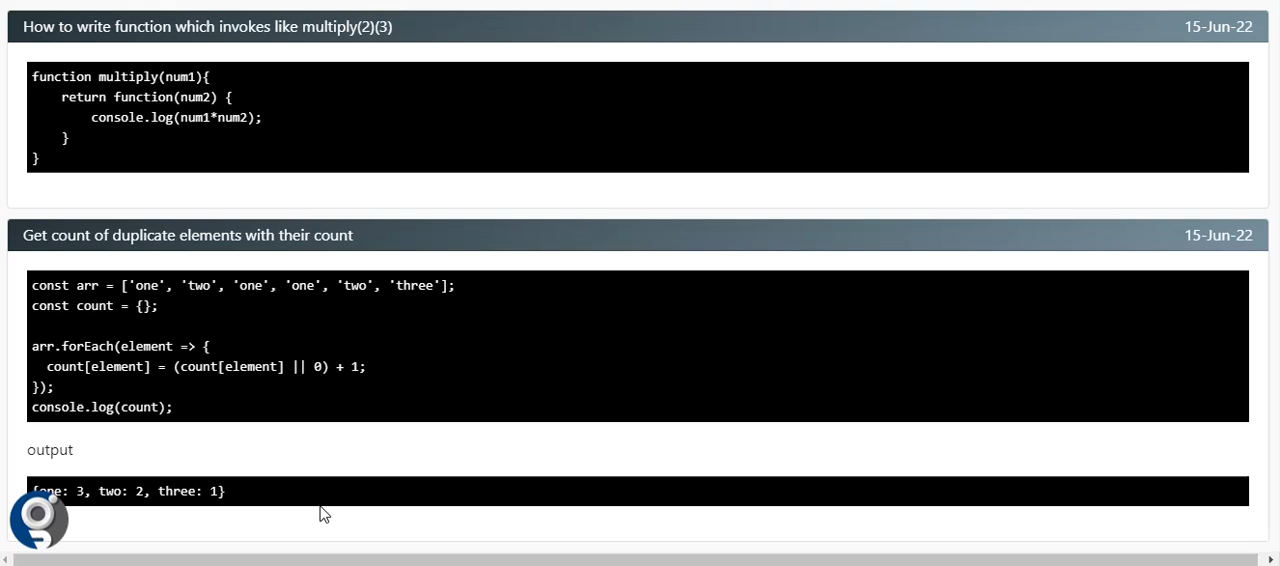 How to write function which invokes like multiply(2)(3)
15-Jun-22
function multiply(num1){
    return function(num2) {
        console.log(num1*num2);
    }
}
Get count of duplicate elements with their count
15-Jun-22
const arr = ['one', 'two', 'one', 'one', 'two', 'three'];
const count = {};
arr.forEach(element => {
  count[element] = (count[element] || 0) + 1;
});
console.log(count);
output
{one: 3, two: 2, three: 1}